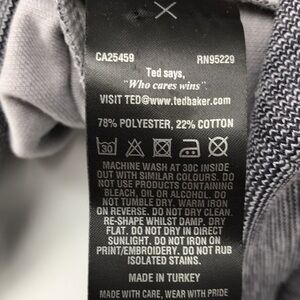 CA25459 RN95229
Ted says,
"Who cares wins".
VISIT TED@www.tedbaker.com
78% POLYESTER, 22% COTTON
30
MACHINE WASH AT 30C INSIDE
OUT WITH SIMILAR COLOURS. DO
NOT USE PRODUCTS CONTAINING
BLEACH, OIL OR ALCOHOL. DO
NOT TUMBLE DRY. WARM IRON
ON REVERSE. DO NOT DRY CLEAN.
RE-SHAPE WHILST DAMP. DRY
FLAT. DO NOT DRY IN DIRECT
SUNLIGHT. DO NOT IRON ON
PRINT/EMBROIDERY. DO NOT RUB
ISOLATED STAINS.
MADE IN TURKEY
MADE WITH CARE, WEAR WITH PRIDE